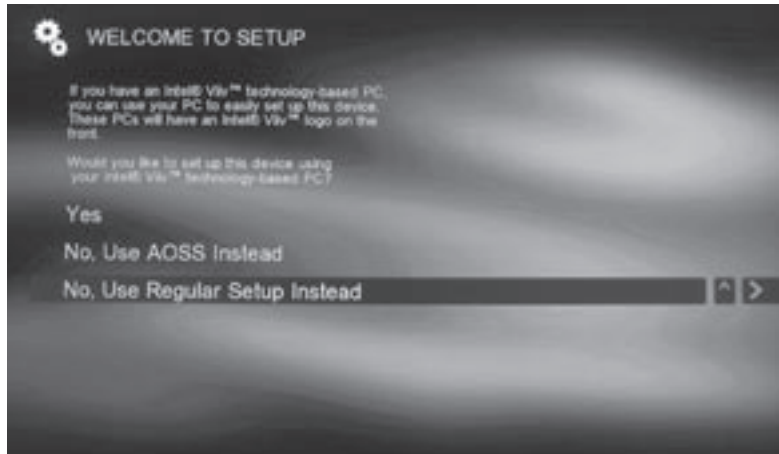 WELCOME TO SETUP
If you have an Intel® Viiv™ technology-based PC,
you can use your PC to easily set up this device.
These PCs will have an Intel® Viiv™ logo on the
front.
Would you like to set up this device using
your Intel® Viiv™ technology-based PC?
Yes
No, Use AOSS Instead
No, Use Regular Setup Instead